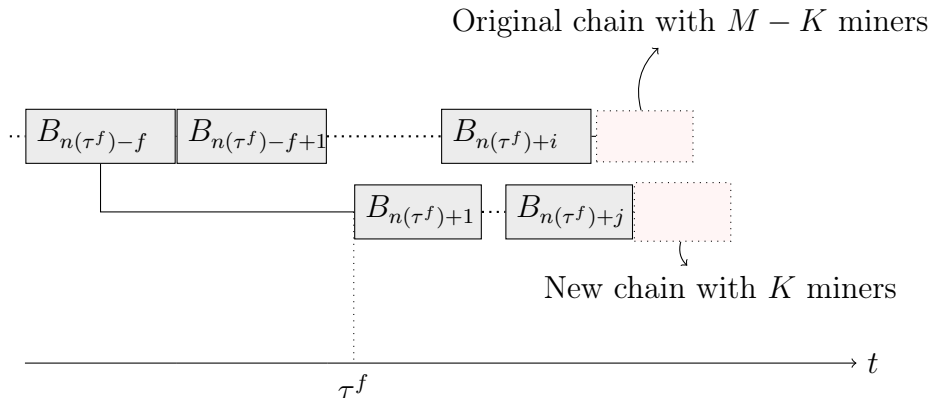 Original chain with M − K miners
B_{n(τ^f)−f} B_{n(τ^f)−f+1} B_{n(τ^f)+i}
B_{n(τ^f)+1} B_{n(τ^f)+j}
New chain with K miners
t
τ^f